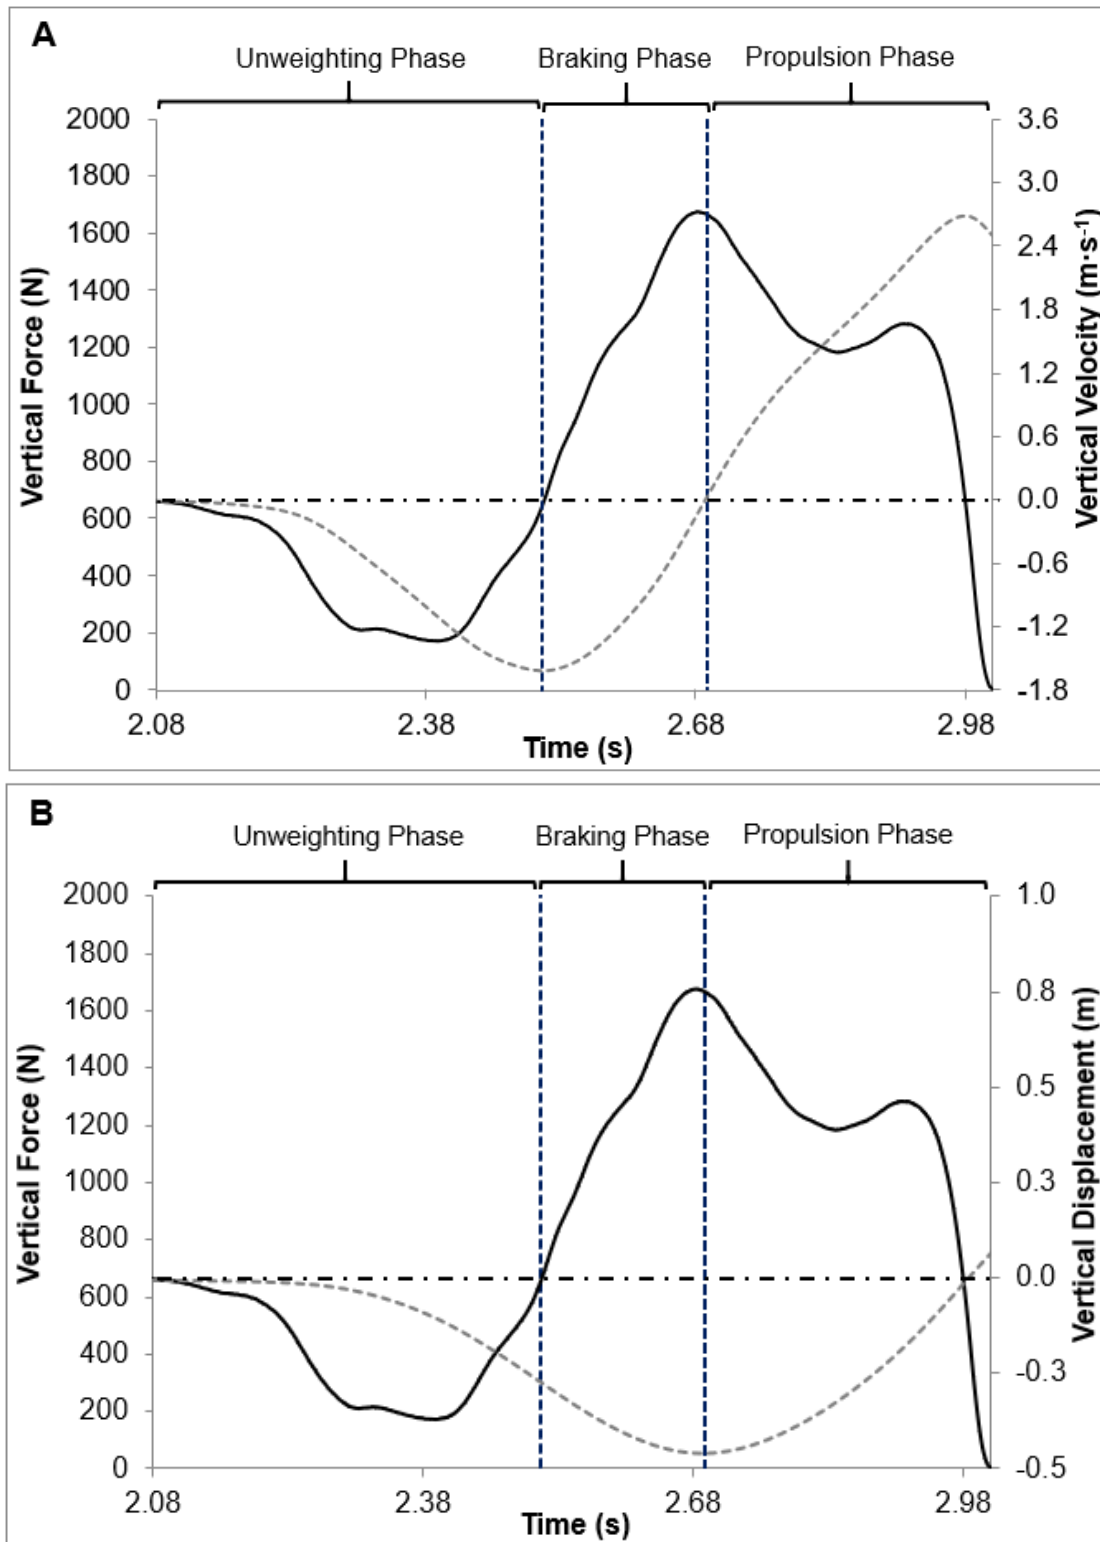 A
Unweighting Phase Braking Phase Propulsion Phase
2000 3.6
1800 3.0
1600 2.4
1400 1.8
1200 1.2
1000 0.6
800 0.0
600 -0.6
400 -1.2
200 -1.8
0
Vertical Force (N)
Vertical Velocity (m·s⁻¹)
2.08 2.38 2.68 2.98
Time (s)
B
Unweighting Phase Braking Phase Propulsion Phase
2000 1.0
1800 0.8
1600 0.5
1400 0.3
1200 0.0
1000 -0.3
800 -0.5
600
400
200
0
Vertical Force (N)
Vertical Displacement (m)
2.08 2.38 2.68 2.98
Time (s)